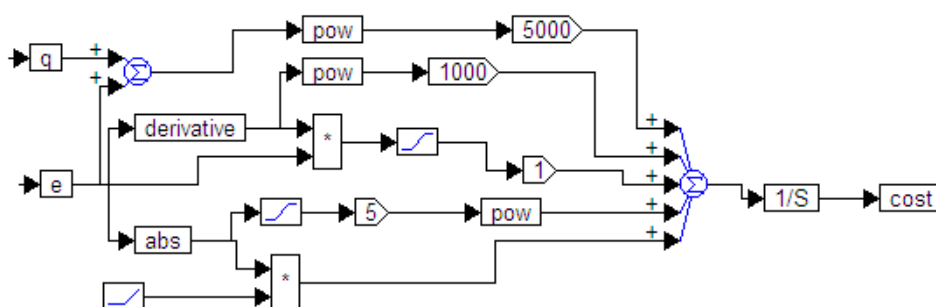 pow
5000
+
q
+
Σ
+
pow
1000
derivative
+
*
+
1
+
Σ
e
1/S
cost
5
pow
+
abs
+
*